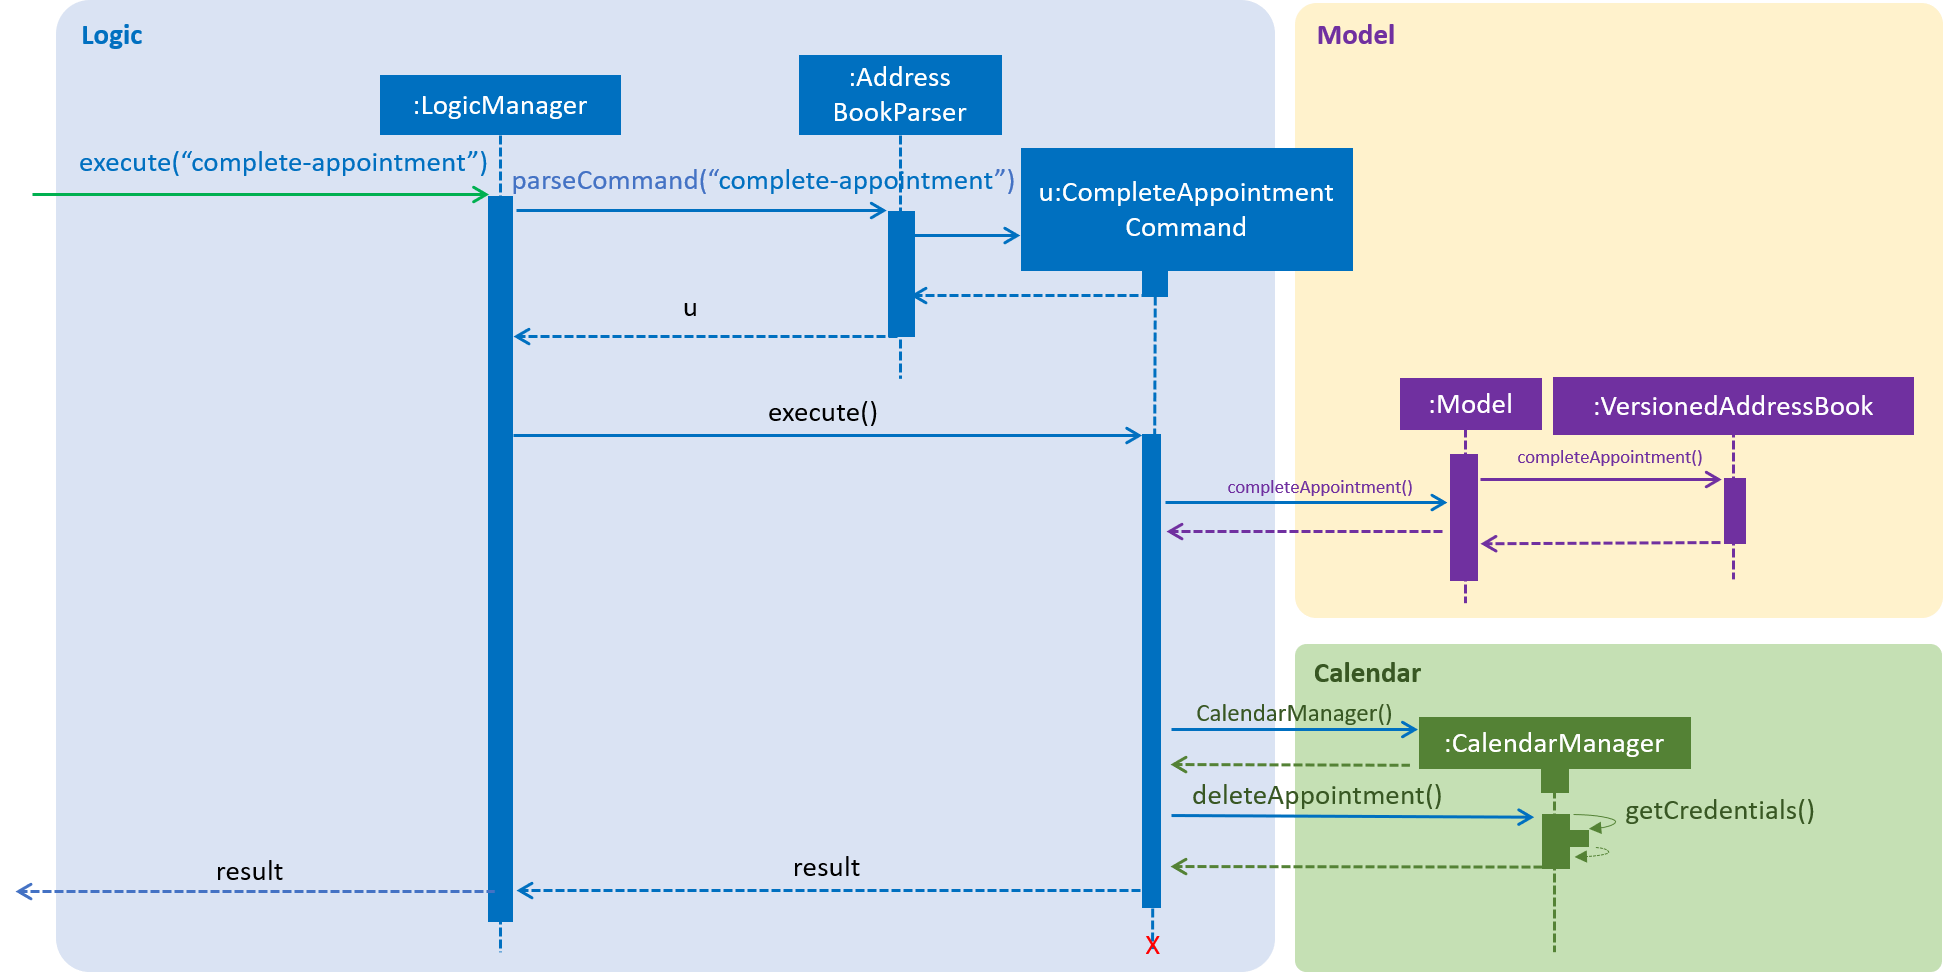 Logic
Model
:LogicManager
:Address
BookParser
execute(“complete-appointment”)
parseCommand(“complete-appointment”)
u:CompleteAppointment
Command
u
execute()
:Model
:VersionedAddressBook
completeAppointment()
completeAppointment()
Calendar
CalendarManager()
:CalendarManager
deleteAppointment()
getCredentials()
result
result
X